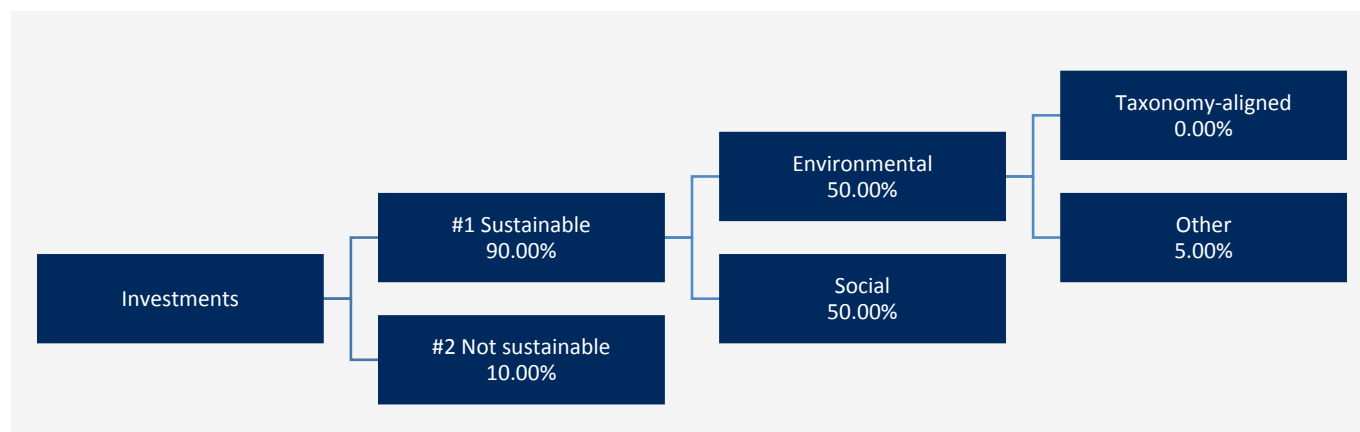 Investments
#1 Sustainable
90.00%
#2 Not sustainable
10.00%
Environmental
50.00%
Social
50.00%
Taxonomy-aligned
0.00%
Other
5.00%